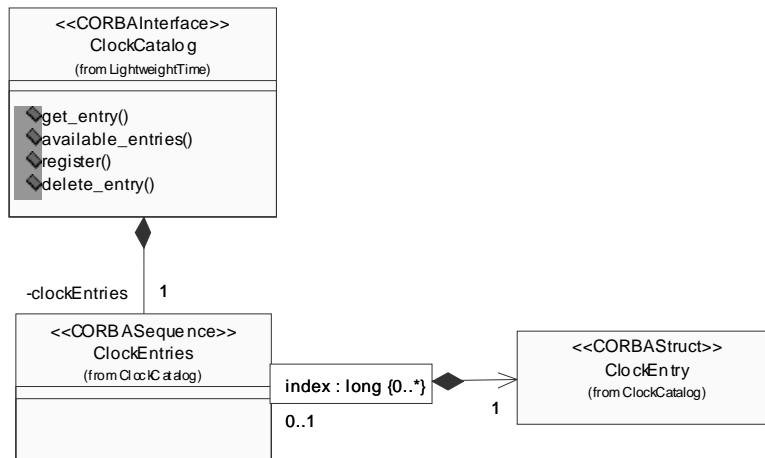 <<CORBAInterface>>
ClockCatalog
(from LightweightTime)
get_entry()
available_entries()
register()
delete_entry()
-clockEntries 1
<<CORBASequence>>
ClockEntries
(from ClockCatalog)
index : long {0..*}
0..1
1
<<CORBAStruct>>
ClockEntry
(from ClockCatalog)